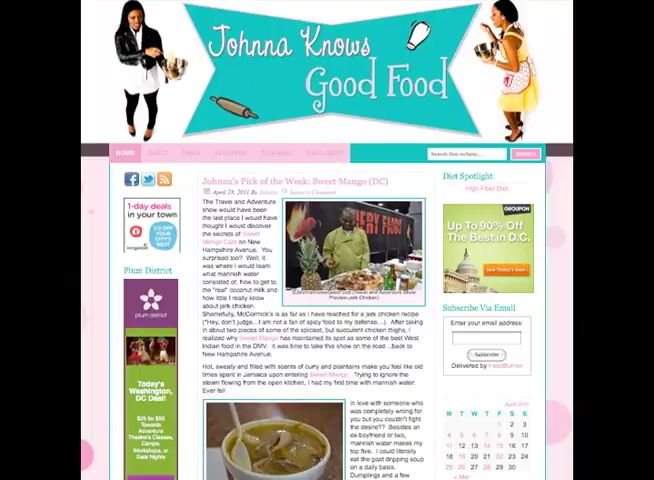 Johnna Knows
Good Food
HOME
ABOUT
SEARCH
Johnna's Pick of the Week: Sweet Mango (DC)
April 29, 2011 By Johnna
Leave a Comment
The Travel and Adventure
show would have been
the last place I would have
thought I would discover
the secrets of Sweet
Mango Cafe on New
Hampshire Avenue. You
surprised too? Well, it
was where I would learn
what mannish water
consisted of, how to get to
the "real" coconut milk and
how little I really know
about jerk chicken.
Shamefully, McCormick's is as far as I have reached for a jerk chicken recipe
("Hey, don't judge...I am not a fan of spicy food is my defense....). After taking
in about two pieces of some of the spiciest, but succulent chicken thighs, I
realized why Sweet Mango has maintained its spot as some of the best West
Indian food in the DMV. It was time to take this show on the road....Back to
New Hampshire Avenue.
Hot, sweaty and filled with scents of curry and plantains make you feel like old
times spent in Jamaica upon entering Sweet Mango. Trying to ignore the
steam flowing from the open kitchen, I had my first time with mannish water.
Ever fell
in love with someone who
was completely wrong for
you but you couldn't fight
the desire?? Besides an
ex-boyfriend or two,
mannish water makes my
top five. I could literally
eat the goat dripping soup
on a daily basis.
Dumplings and a few
1-day deals
in your town
Plum District
plum district
Today's
Washington,
DC Deal!
$25 for $50
Towards
Adventure
Theatre's Classes,
Camps,
Workshops, or
Date Nights
Diet Spotlight
High Fiber Diet
GROUPON
Up To 90% Off
The Best in D.C.
See Today's Deal
Subscribe Via Email
Enter your email address:
Subscribe
Delivered by FeedBurner
April 2011
M T W T F S S
1 2 3
4 5 6 7 8 9 10
11 12 13 14 15 16 17
18 19 20 21 22 23 24
25 26 27 28 29 30
« Mar